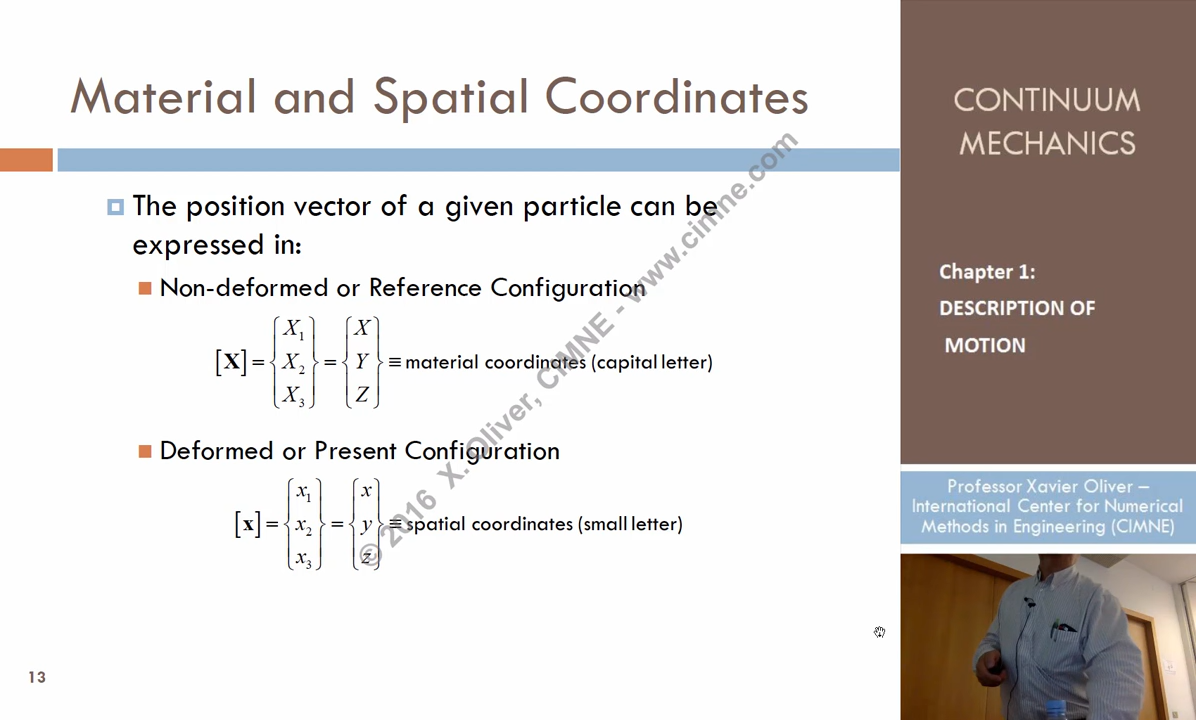 Material and Spatial Coordinates
The position vector of a given particle can be
expressed in:
Non-deformed or Reference Configuration
[X] = {X₁ X₂ X₃} = {X Y Z} ≡ material coordinates (capital letter)
Deformed or Present Configuration
[x] = {x₁ x₂ x₃} = {x y z} ≡ spatial coordinates (small letter)
© 2016 X. Oliver, CIMNE - www.cimne.com
13
CONTINUUM
MECHANICS
Chapter 1:
DESCRIPTION OF
MOTION
Professor Xavier Oliver –
International Center for Numerical
Methods in Engineering (CIMNE)